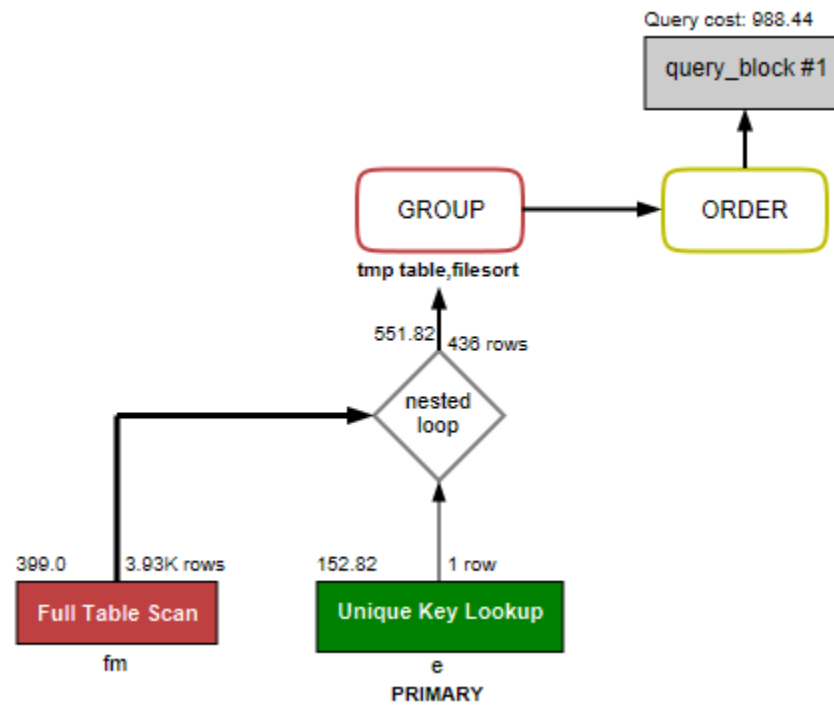 Query cost: 988.44
query_block #1
GROUP
ORDER
tmp table,filesort
551.82
436 rows
nested
loop
399.0
3.93K rows
152.82
1 row
Full Table Scan
Unique Key Lookup
fm
e
PRIMARY